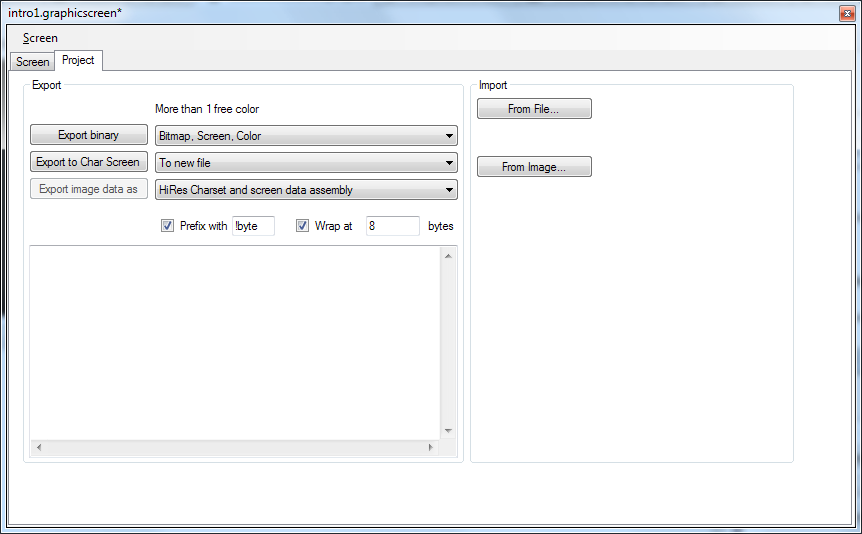 intro1.graphicscreen*
Screen
Screen Project
Export
More than 1 free color
Export binary Bitmap, Screen, Color
Export to Char Screen To new file
Export image data as HiRes Charset and screen data assembly
Prefix with !byte Wrap at 8 bytes
Import
From File...
From Image...